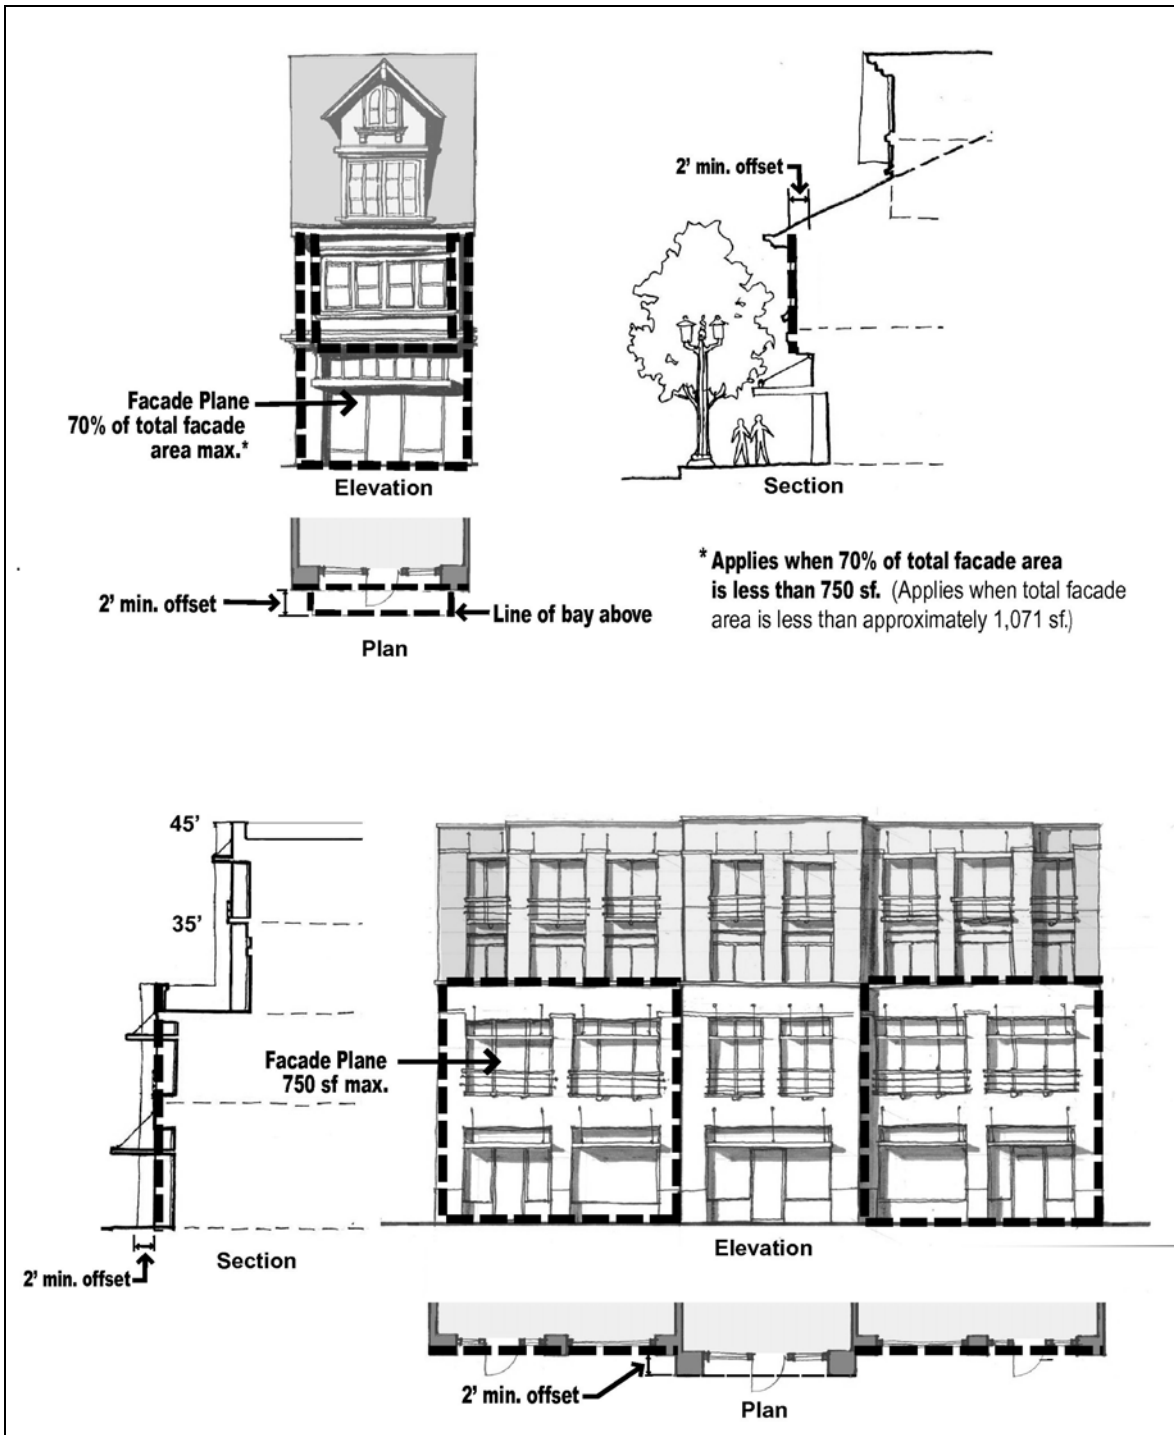 2' min. offset
Facade Plane
70% of total facade
area max.*
Elevation
Section
2' min. offset
Line of bay above
Plan
* Applies when 70% of total facade area
is less than 750 sf. (Applies when total facade
area is less than approximately 1,071 sf.)
45'
35'
Facade Plane
750 sf max.
Section
2' min. offset
Elevation
2' min. offset
Plan